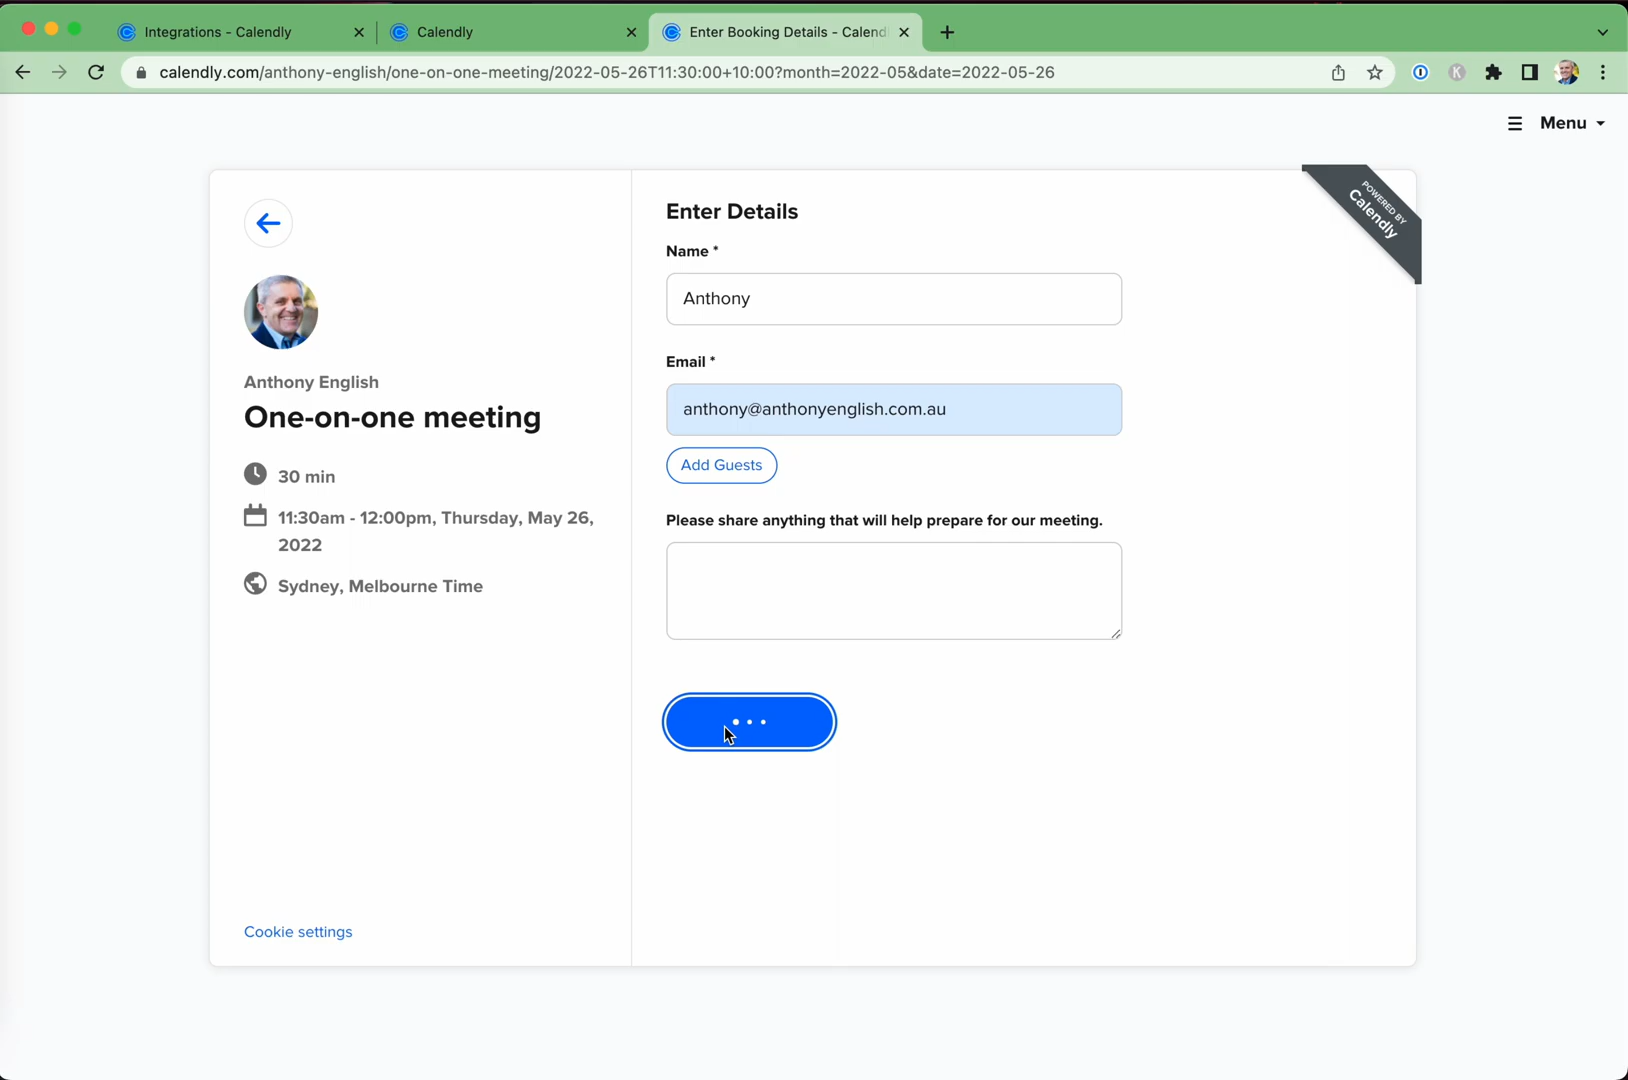 Integrations - Calendly
Calendly
Enter Booking Details - Calend
calendly.com/anthony-english/one-on-one-meeting/2022-05-26T11:30:00+10:00?month=2022-05&date=2022-05-26
Menu
POWERED BY
Calendly
Anthony English
One-on-one meeting
30 min
11:30am - 12:00pm, Thursday, May 26,
2022
Sydney, Melbourne Time
Cookie settings
Enter Details
Name *
Anthony
Email *
anthony@anthonyenglish.com.au
Add Guests
Please share anything that will help prepare for our meeting.